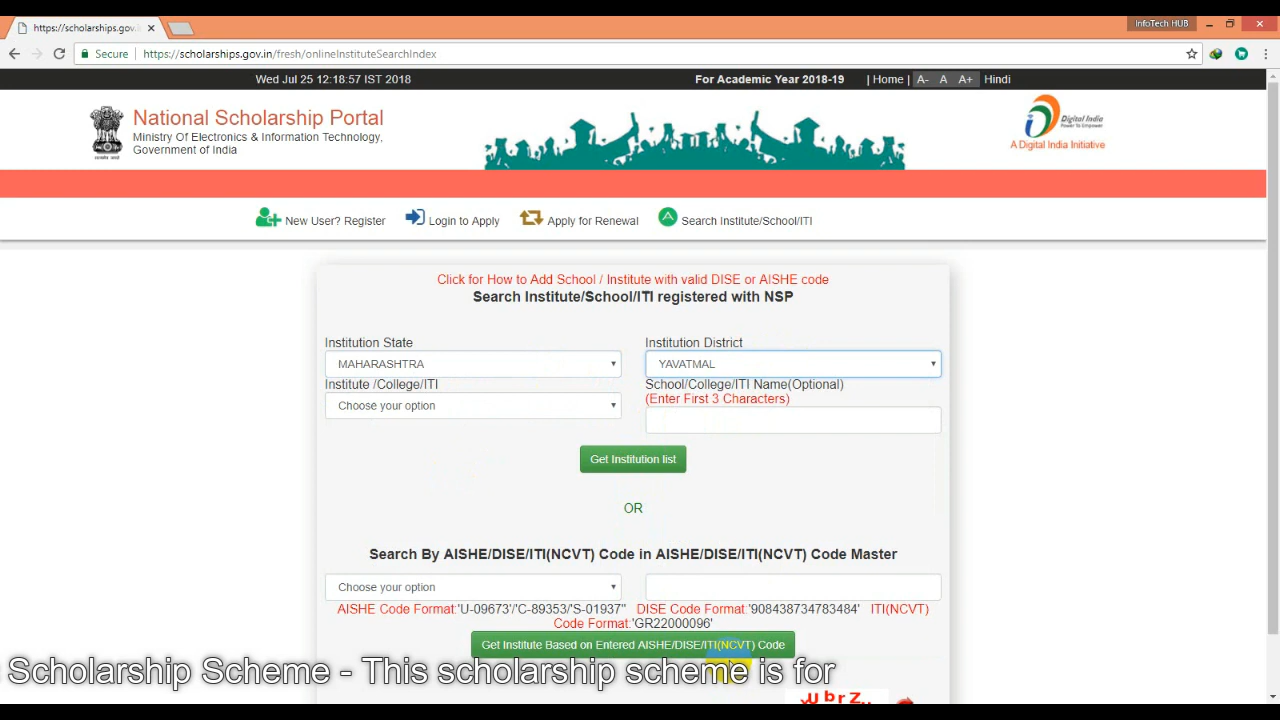 https://scholarships.gov.i
InfoTech HUB
Secure
https://scholarships.gov.in/fresh/onlineInstituteSearchIndex
Wed Jul 25 12:18:57 IST 2018
For Academic Year 2018-19 | Home | A- A A+ Hindi
National Scholarship Portal
Ministry Of Electronics & Information Technology,
Government of India
Digital India
Power To Empower
A Digital India Initiative
New User? Register Login to Apply Apply for Renewal Search Institute/School/ITI
Click for How to Add School / Institute with valid DISE or AISHE code
Search Institute/School/ITI registered with NSP
Institution State Institution District
MAHARASHTRA YAVATMAL
Institute /College/ITI School/College/ITI Name(Optional)
(Enter First 3 Characters)
Choose your option
Get Institution list
OR
Search By AISHE/DISE/ITI(NCVT) Code in AISHE/DISE/ITI(NCVT) Code Master
Choose your option
AISHE Code Format:'U-09673'/'C-89353/'S-01937" DISE Code Format:'908438734783484' ITI(NCVT)
Code Format:'GR22000096'
Get Institute Based on Entered AISHE/DISE/ITI(NCVT) Code
Scholarship Scheme - This scholarship scheme is for